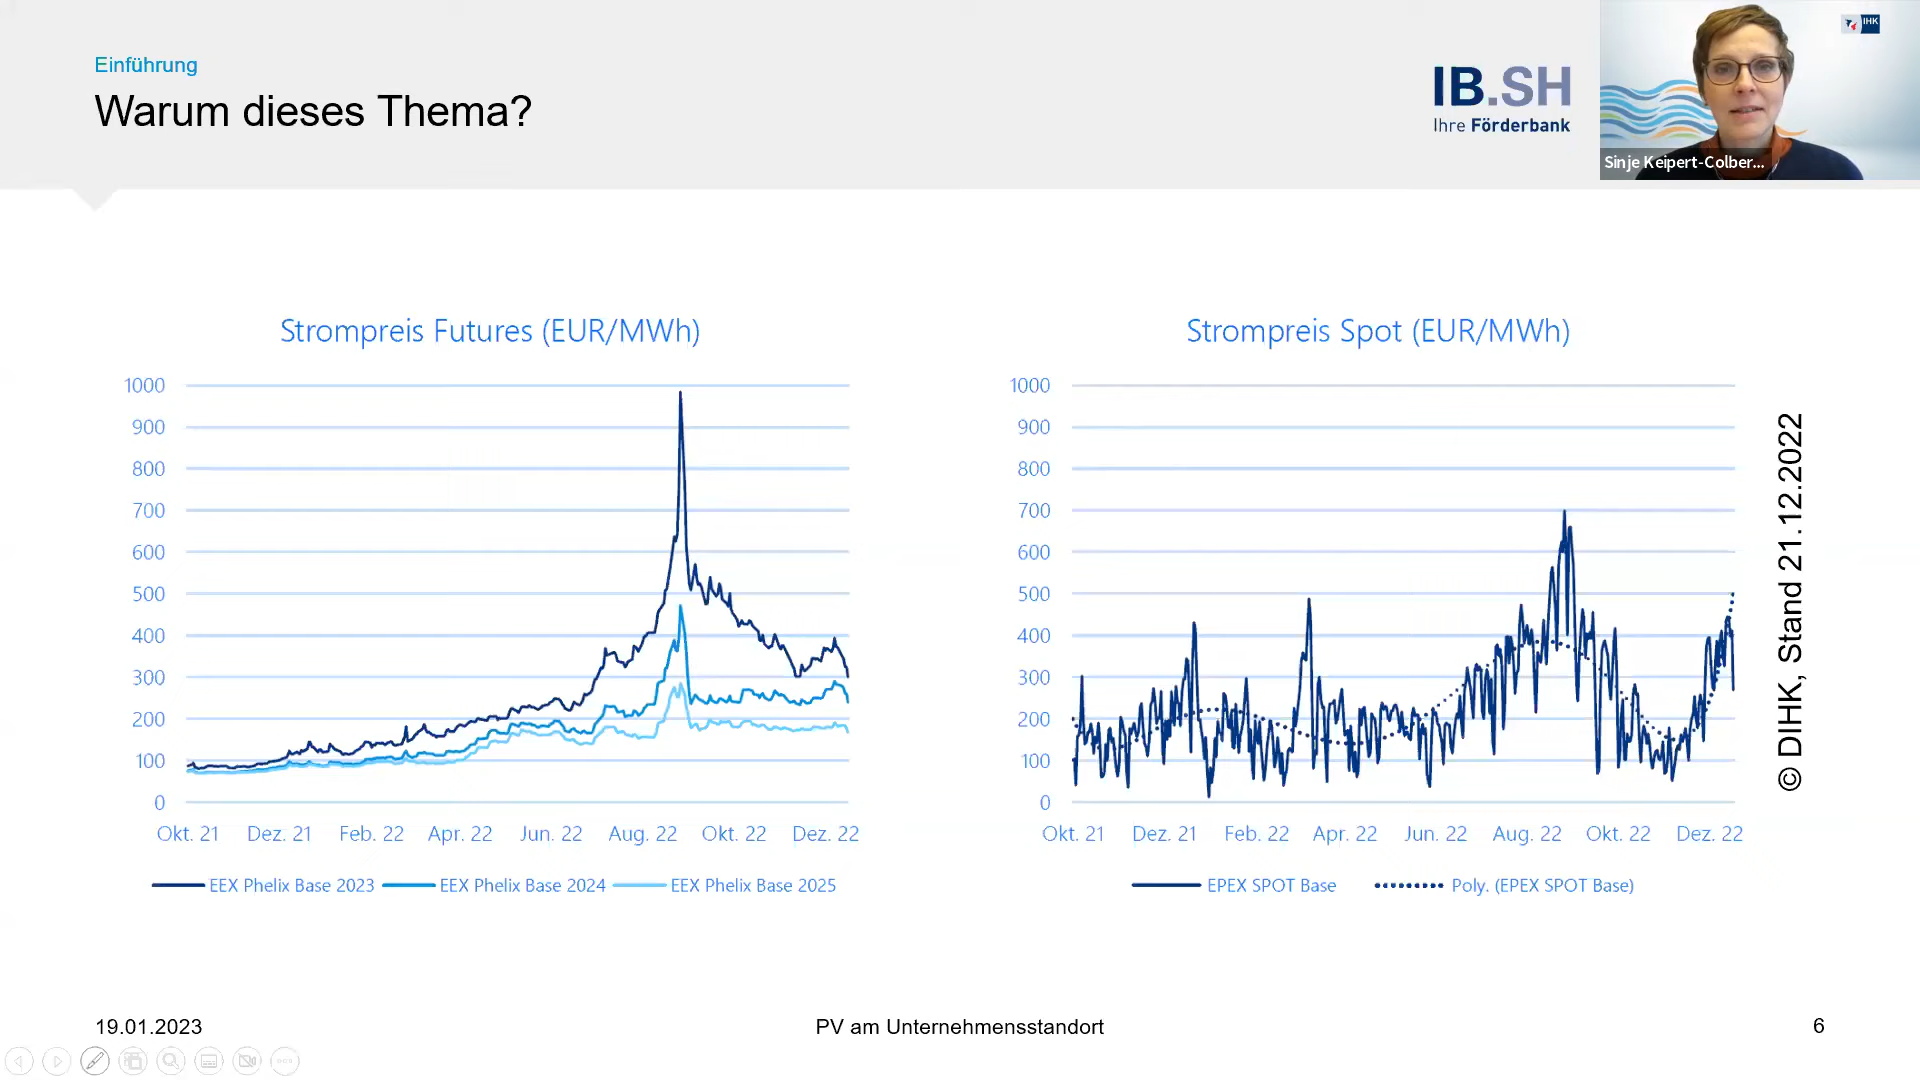 Einführung
Warum dieses Thema?
IB.SH
Ihre Förderbank
IHK
Sinje Keipert-Colber...
Strompreis Futures (EUR/MWh)
1000
900
800
700
600
500
400
300
200
100
0
Okt. 21 Dez. 21 Feb. 22 Apr. 22 Jun. 22 Aug. 22 Okt. 22 Dez. 22
EEX Phelix Base 2023 EEX Phelix Base 2024 EEX Phelix Base 2025
Strompreis Spot (EUR/MWh)
1000
900
800
700
600
500
400
300
200
100
0
Okt. 21 Dez. 21 Feb. 22 Apr. 22 Jun. 22 Aug. 22 Okt. 22 Dez. 22
EPEX SPOT Base Poly. (EPEX SPOT Base)
© DIHK, Stand 21.12.2022
19.01.2023
PV am Unternehmensstandort
6